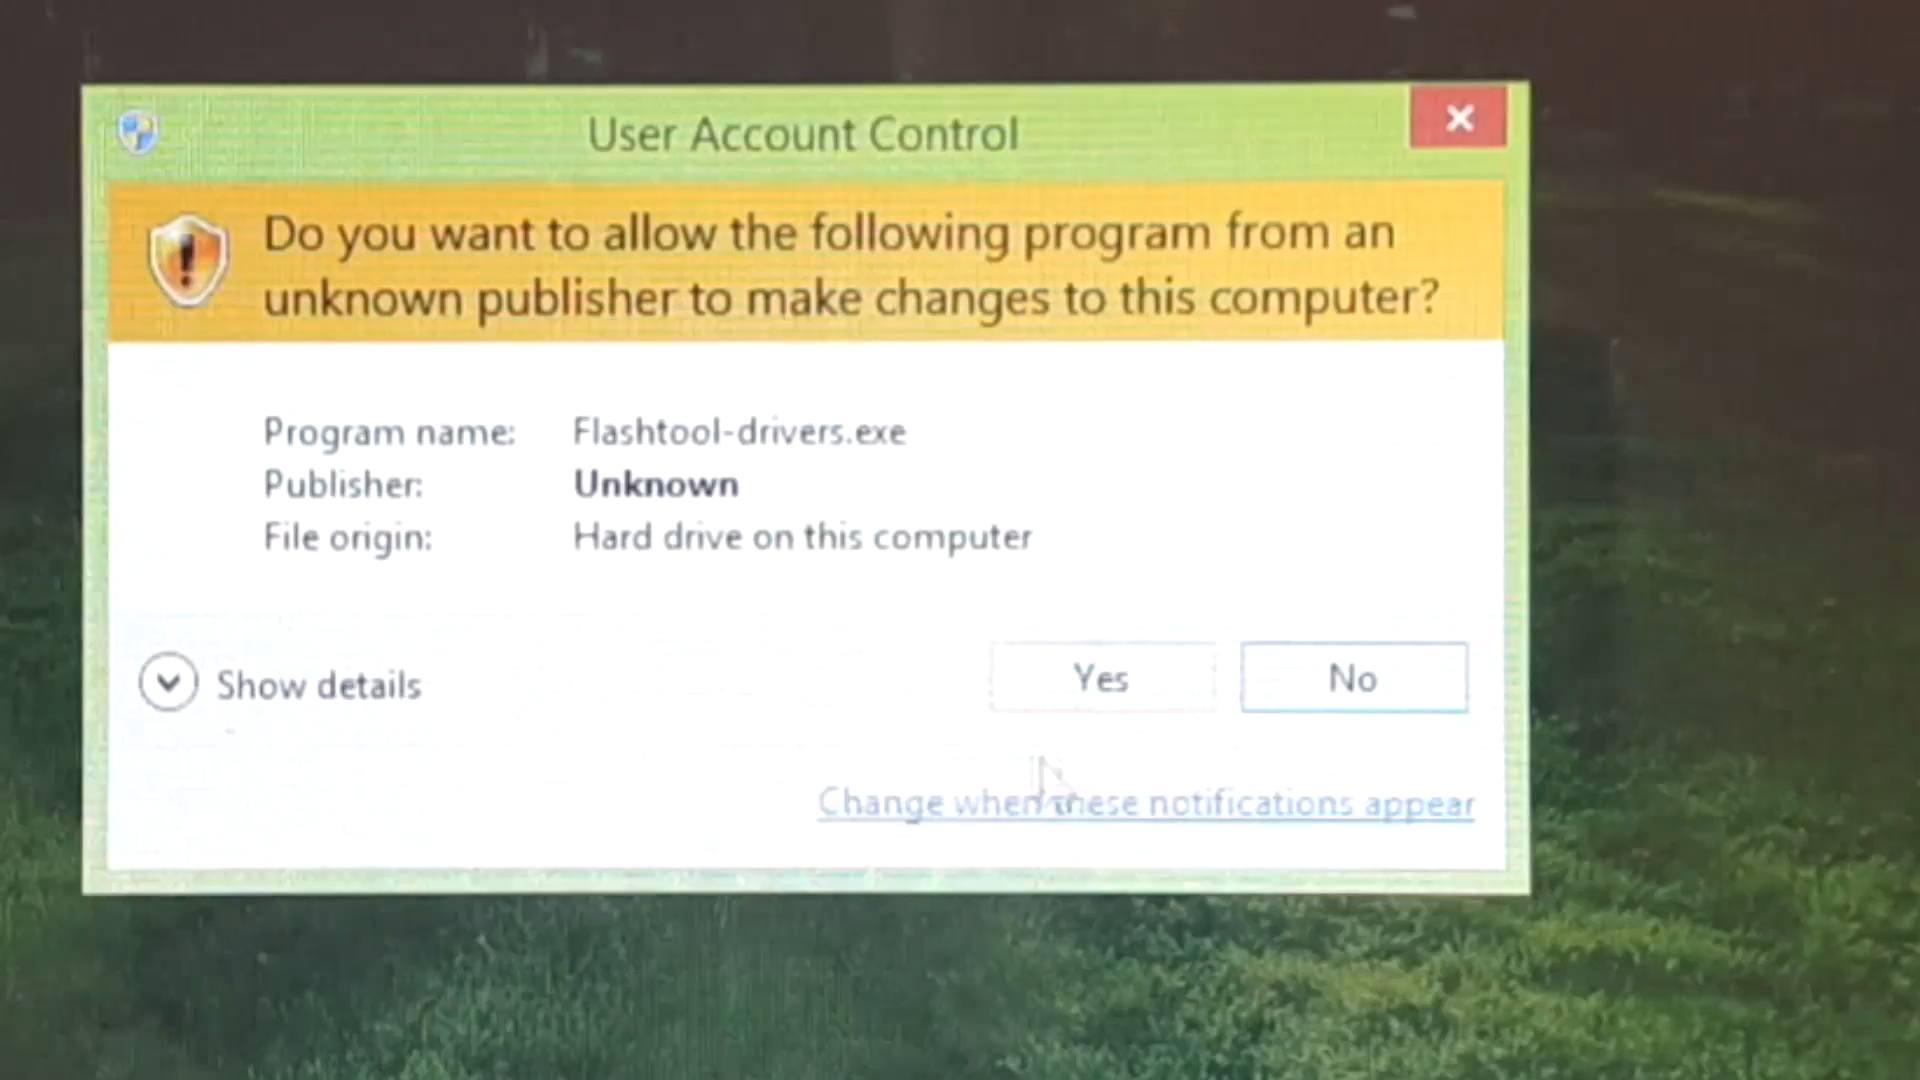 User Account Control
Do you want to allow the following program from an
unknown publisher to make changes to this computer?
Program name: Flashtool-drivers.exe
Publisher: Unknown
File origin: Hard drive on this computer
Show details
Yes No
Change when these notifications appear